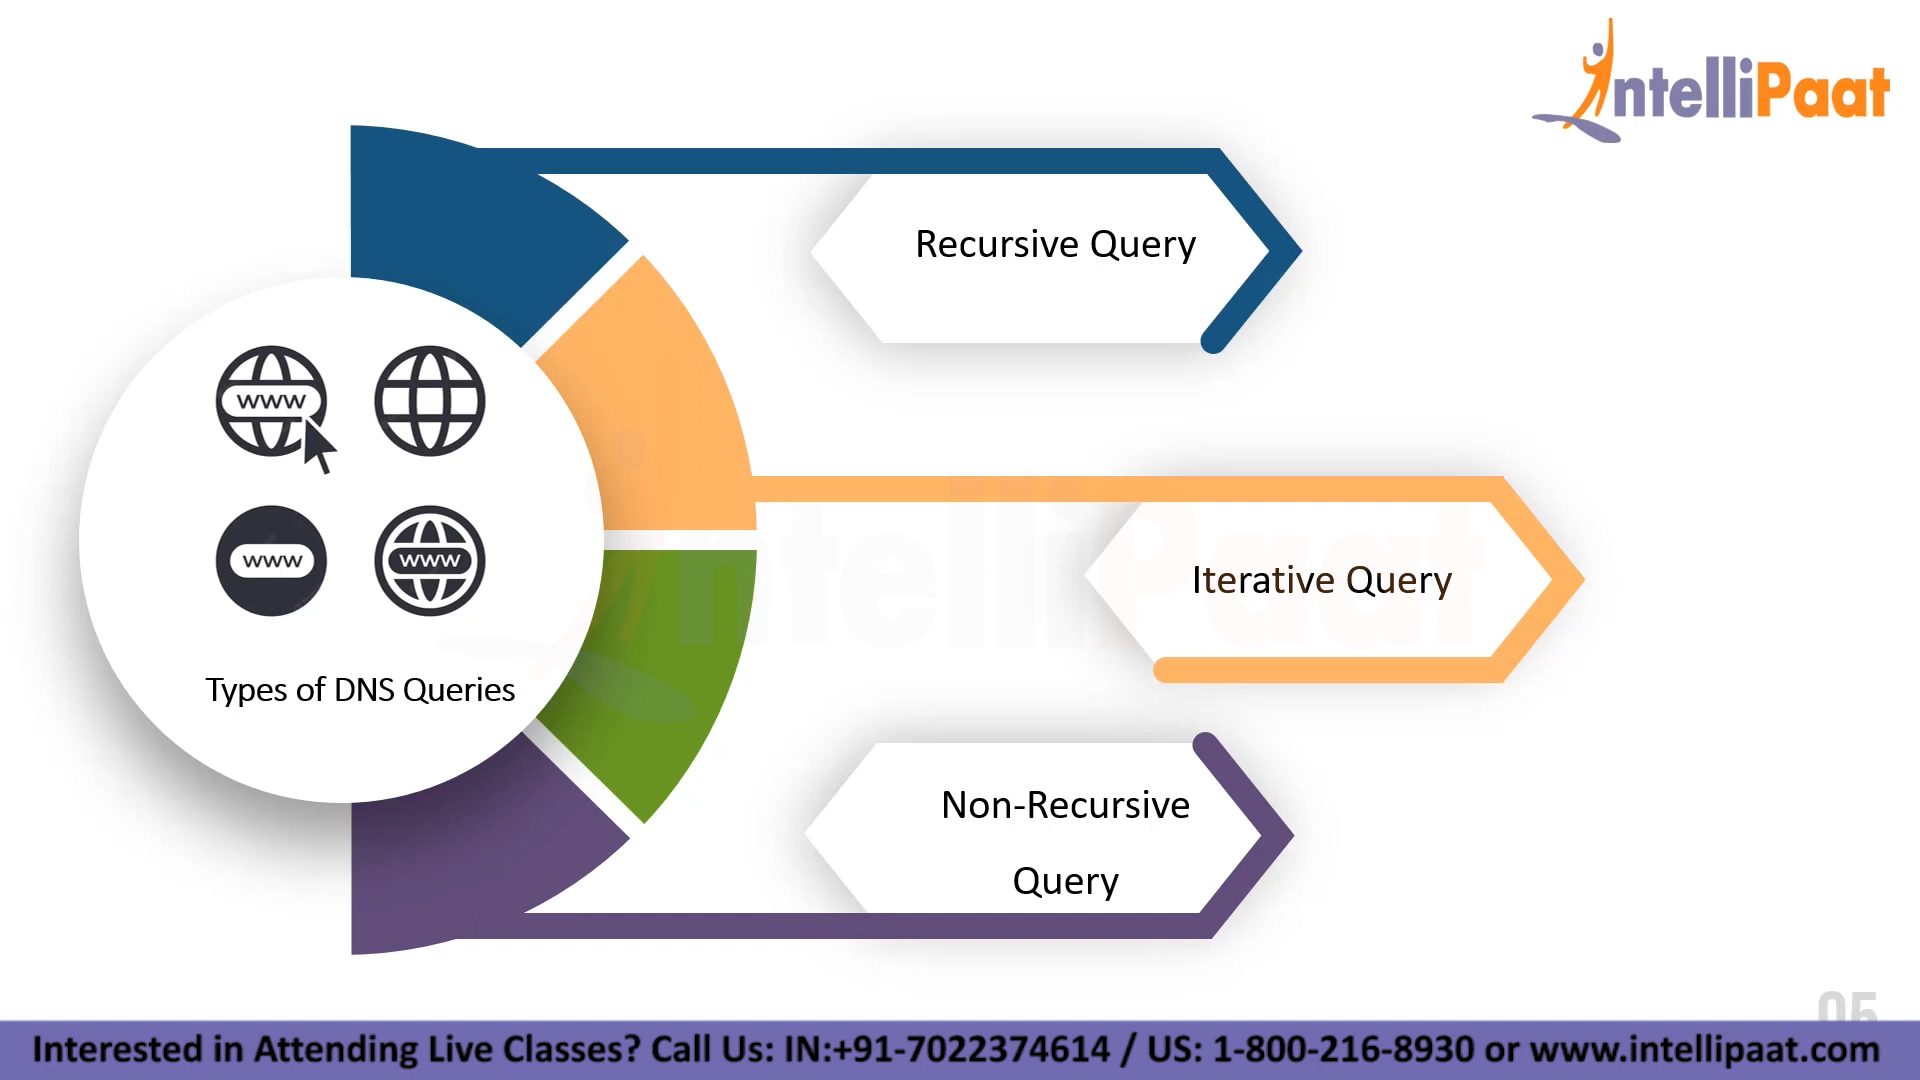 IntelliPaat
Recursive Query
www
www
www
Iterative Query
Types of DNS Queries
Non-Recursive
Query
05
Interested in Attending Live Classes? Call Us: IN:+91-7022374614 / US: 1-800-216-8930 or www.intellipaat.com